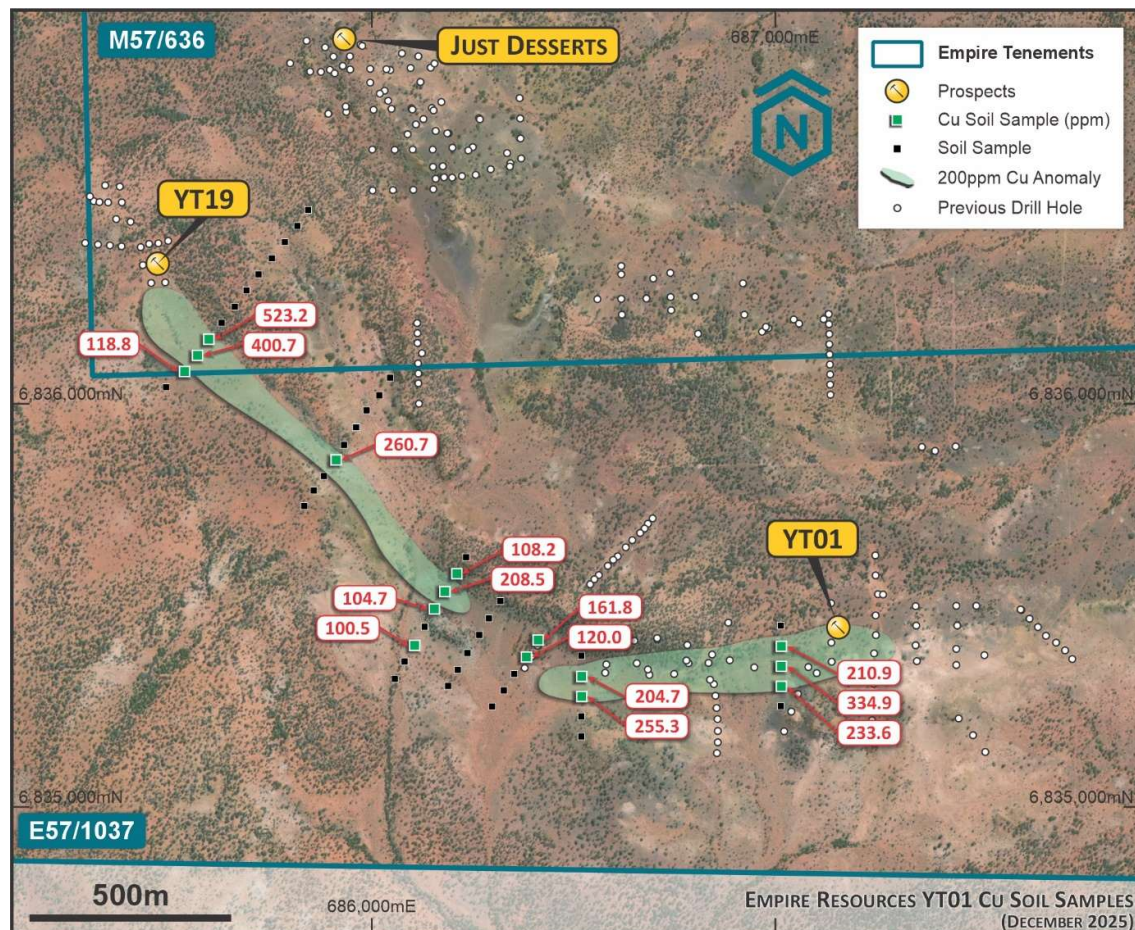 M57/636
JUST DESSERTS
687,000mE
Empire Tenements
Prospects
Cu Soil Sample (ppm)
Soil Sample
200ppm Cu Anomaly
Previous Drill Hole
N
YT19
523.2
400.7
118.8
6,836,000mN
6,836,000mN
260.7
YT01
108.2
208.5
104.7
161.8
100.5
120.0
210.9
204.7
334.9
255.3
233.6
6,835,000mN
6,835,000mN
E57/1037
500m
686,000mE
EMPIRE RESOURCES YT01 CU SOIL SAMPLES
(DECEMBER 2025)